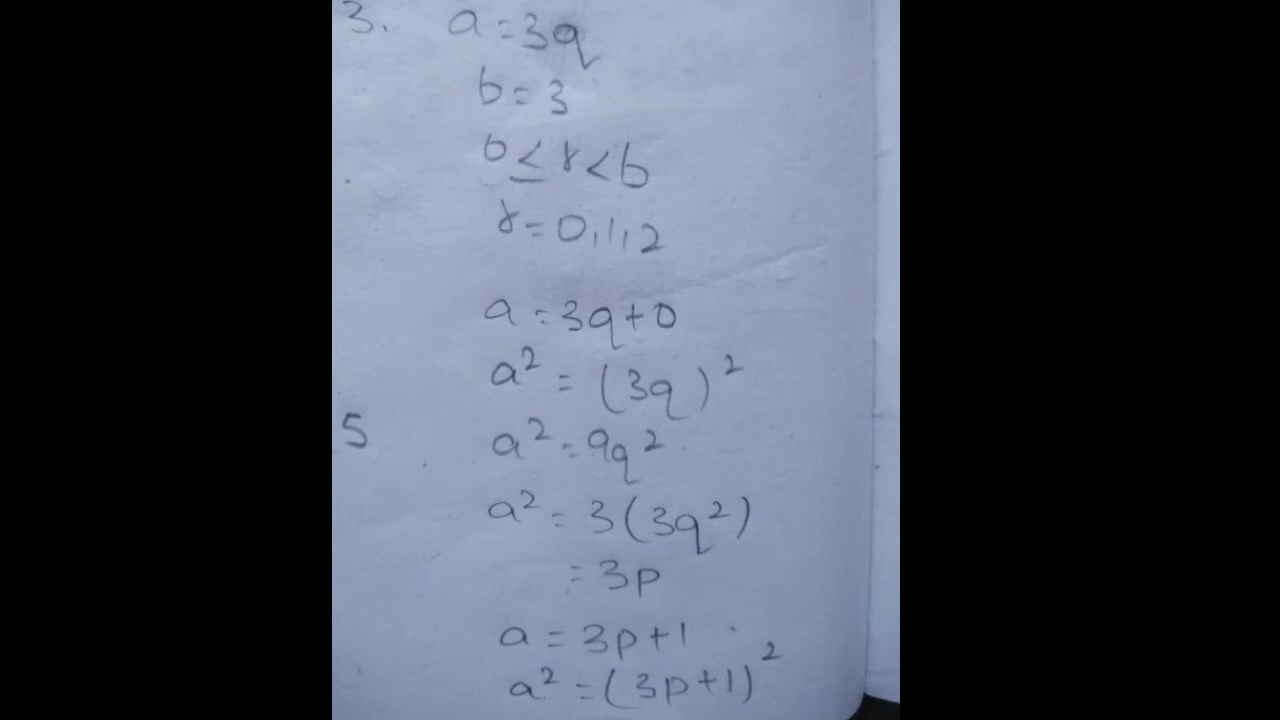 3. a = 3q
b = 3
0 ≤ r < b
r = 0,1,2
a = 3q + 0
a² = (3q)²
5 a² = 9q²
a² = 3(3q²)
= 3p
a = 3p + 1
a² = (3p + 1)²